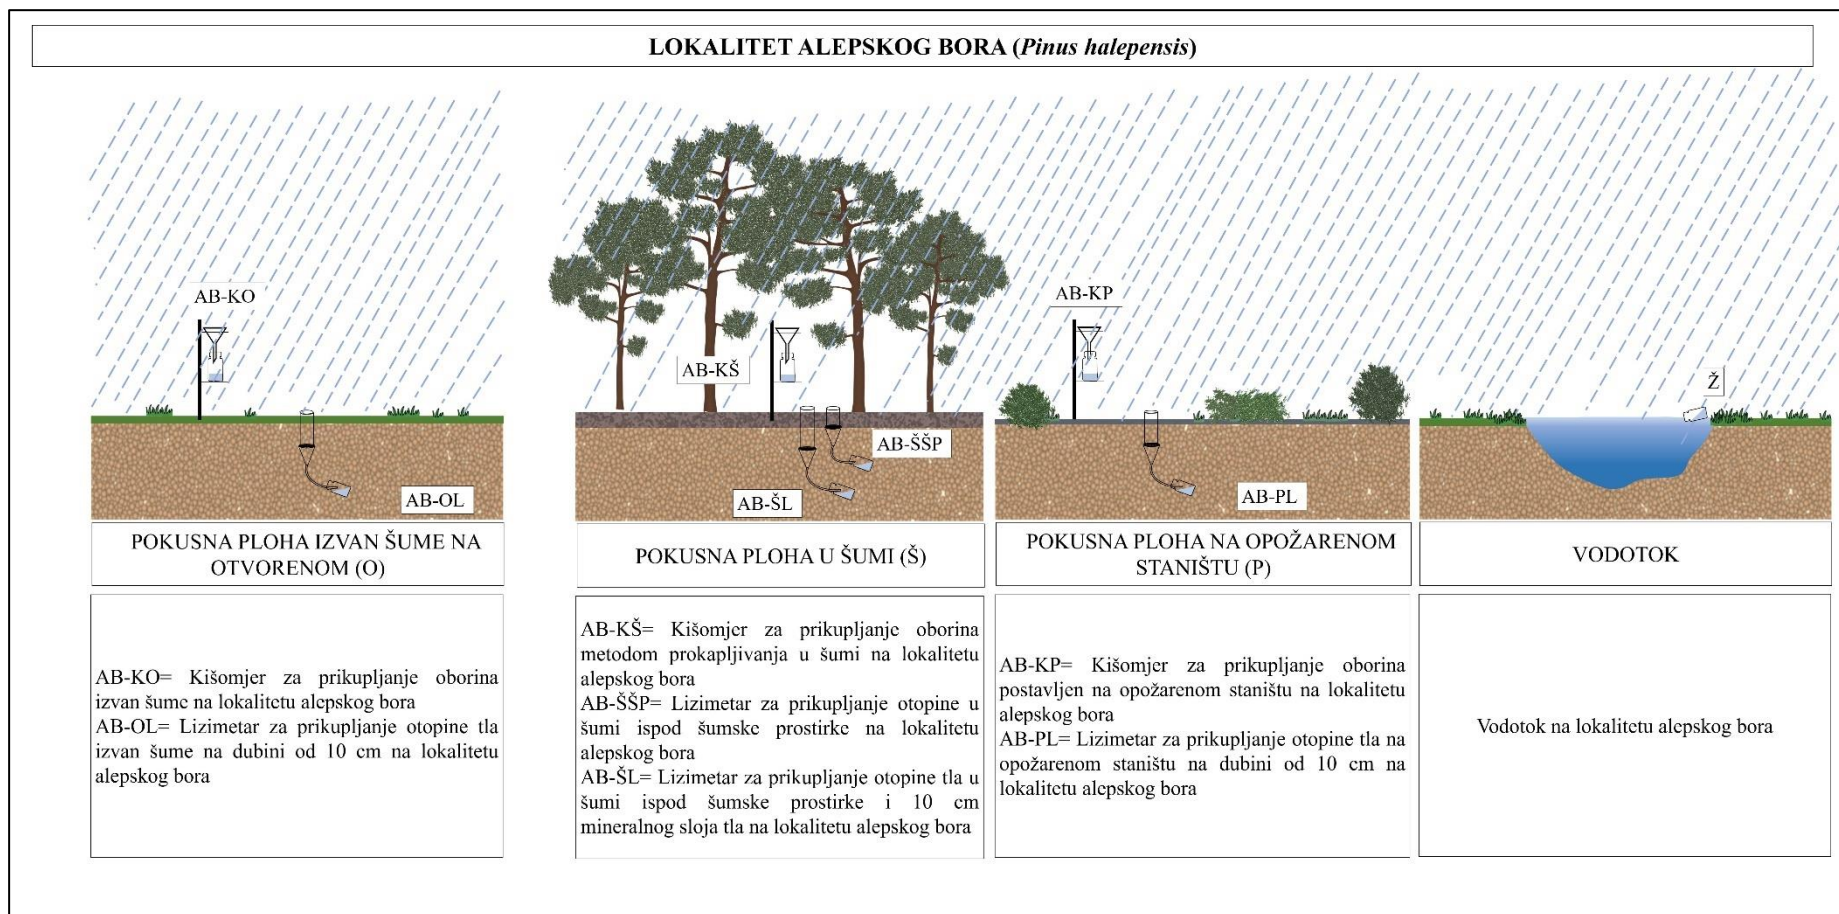 LOKALITET ALEPSKOG BORA (Pinus halepensis)
AB-KO
AB-OL
AB-KŠ
AB-ŠŠP
AB-ŠL
AB-KP
AB-PL
Ž
POKUSNA PLOHA IZVAN ŠUME NA
OTVORENOM (O)
POKUSNA PLOHA U ŠUMI (Š)
POKUSNA PLOHA NA OPOŽARENOM
STANIŠTU (P)
VODOTOK
AB-KO= Kišomjer za prikupljanje oborina
izvan šume na lokalitetu alepskog bora
AB-OL= Lizimetar za prikupljanje otopine tla
izvan šume na dubini od 10 cm na lokalitetu
alepskog bora
AB-KŠ= Kišomjer za prikupljanje oborina
metodom prokapljivanja u šumi na lokalitetu
alepskog bora
AB-ŠŠP= Lizimetar za prikupljanje otopine u
šumi ispod šumske prostirke na lokalitetu
alepskog bora
AB-ŠL= Lizimetar za prikupljanje otopine tla u
šumi ispod šumske prostirke i 10 cm
mineralnog sloja tla na lokalitetu alepskog bora
AB-KP= Kišomjer za prikupljanje oborina
postavljen na opožarenom staništu na lokalitetu
alepskog bora
AB-PL= Lizimetar za prikupljanje otopine tla na
opožarenom staništu na dubini od 10 cm na
lokalitetu alepskog bora
Vodotok na lokalitetu alepskog bora